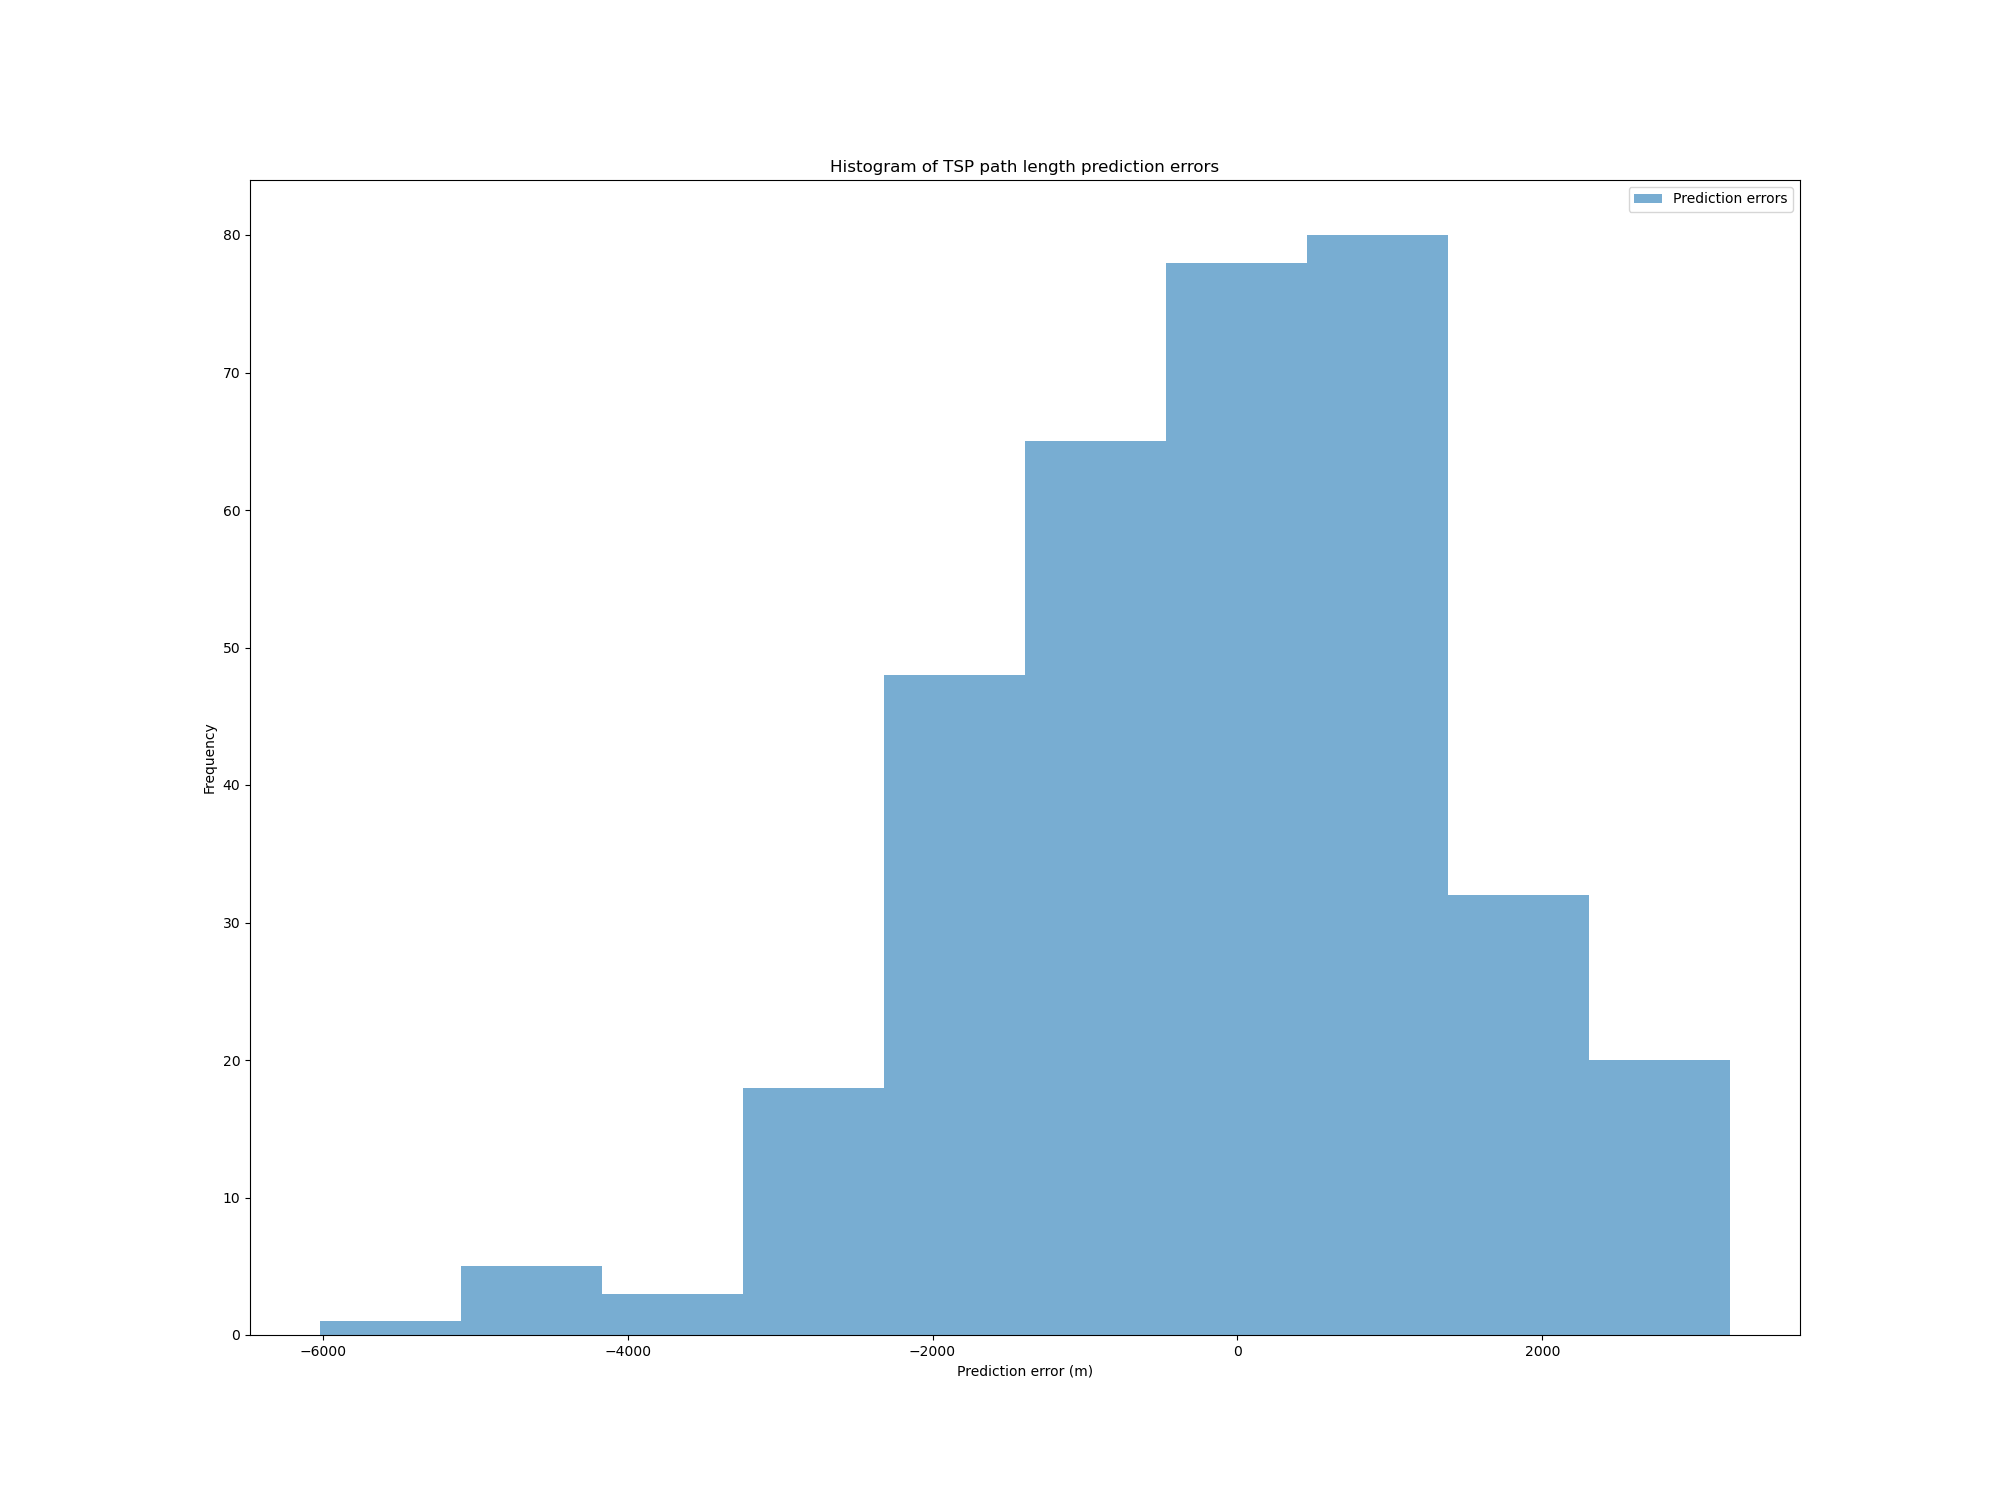 Histogram of TSP path length prediction errors
Prediction errors
80
70
60
50
40
30
20
10
0
Frequency
−6000 −4000 −2000 0 2000
Prediction error (m)